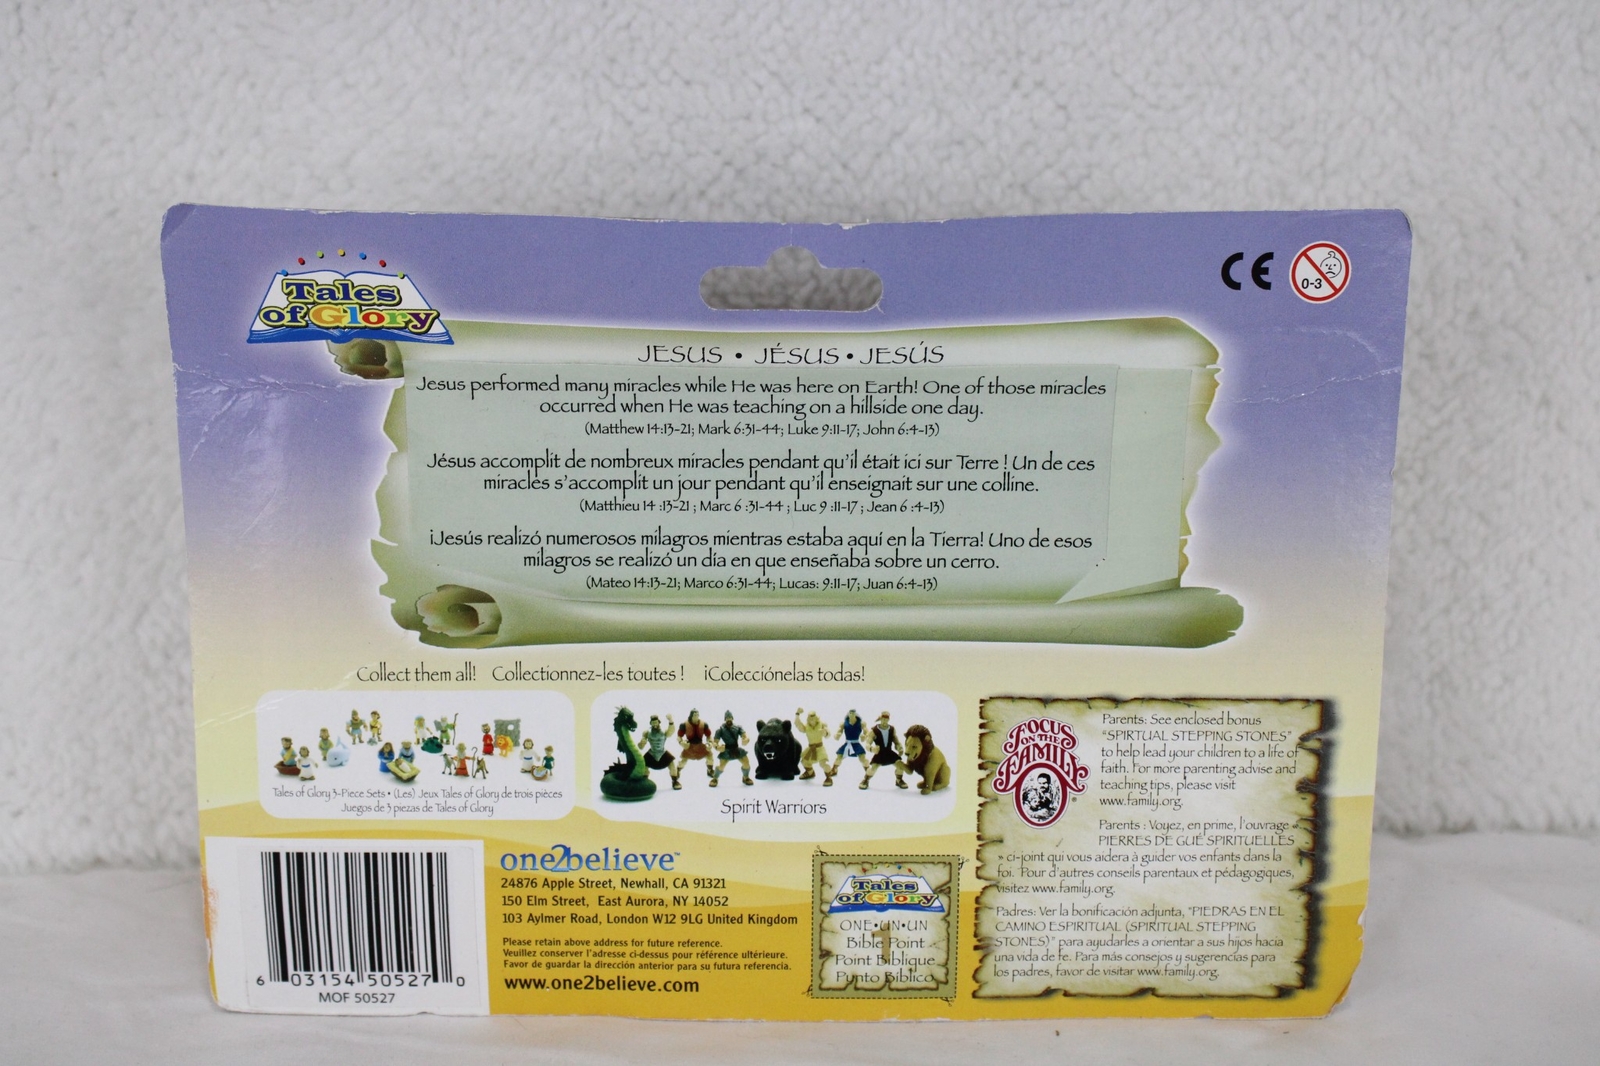 Tales
of Glory
CE
0-3
JESUS • JÉSUS • JESÚS
Jesus performed many miracles while He was here on Earth! One of those miracles
occurred when He was teaching on a hillside one day.
(Matthew 14:13-21; Mark 6:31-44; Luke 9:11-17; John 6:4-13)
Jésus accomplit de nombreux miracles pendant qu'il était ici sur Terre ! Un de ces
miracles s'accomplit un jour pendant qu'il enseignait sur une colline.
(Matthieu 14 :13-21 ; Marc 6 :31-44 ; Luc 9 :11-17 ; Jean 6 :4-13)
¡Jesús realizó numerosos milagros mientras estaba aquí en la Tierra! Uno de esos
milagros se realizó un día en que enseñaba sobre un cerro.
(Mateo 14:13-21; Marco 6:31-44; Lucas: 9:11-17; Juan 6:4-13)
Collect them all! Collectionnez-les toutes ! ¡Colecciónelas todas!
Tales of Glory 3-Piece Sets • (Les) Jeux Tales of Glory de trois pièces
Juegos de 3 piezas de Tales of Glory
Spirit Warriors
FOCUS
ON THE
FAMILY
®
Parents: See enclosed bonus
"SPIRTUAL STEPPING STONES"
to help lead your children to a life of
faith. For more parenting advise and
teaching tips, please visit
www.family.org.
Parents : Voyez, en prime, l'ouvrage «
PIERRES DE GUÉ SPIRITUELLES
» ci-joint qui vous aidera à guider vos enfants dans la
foi. Pour d'autres conseils parentaux et pédagogiques,
visitez www.family.org.
Padres: Ver la bonificación adjunta, "PIEDRAS EN EL
CAMINO ESPIRITUAL (SPIRITUAL STEPPING
STONES)" para ayudarles a orientar a sus hijos hacia
una vida de fe. Para más consejos y sugerencias para
los padres, favor de visitar www.family.org.
6 03154 50527 0
MOF 50527
one2believe™
24876 Apple Street, Newhall, CA 91321
150 Elm Street, East Aurora, NY 14052
103 Aylmer Road, London W12 9LG United Kingdom
Please retain above address for future reference.
Veuillez conserver l'adresse ci-dessus pour référence ultérieure.
Favor de guardar la dirección anterior para su futura referencia.
www.one2believe.com
Tales
of Glory
1
ONE•UN•UN
Bible Point
Point Biblique
Punto Biblico